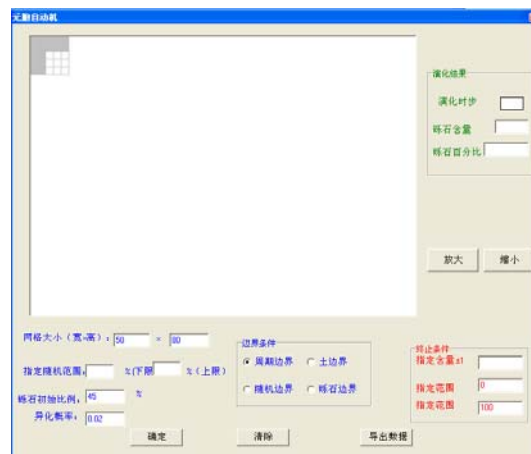 元胞自动机
演化结果
演化时步
砾石含量
砾石百分比
放大 缩小
网格大小（宽×高）：50 × 80
指定随机范围: %(下限 %(上限)
砾石初始比例: 45 %
异化概率: 0.02
边界条件
周期边界 土边界
随机边界 砾石边界
终止条件
指定含量±1
指定范围 0
指定范围 100
确定 清除 导出数据